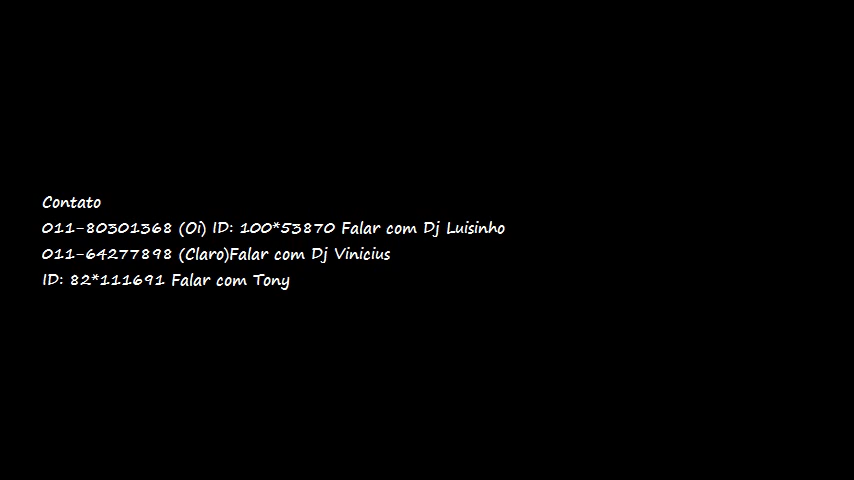 Contato
011-80301368 (Oi) ID: 100*53870 Falar com Dj Luisinho
011-64277898 (Claro)Falar com Dj Vinicius
ID: 82*111691 Falar com Tony